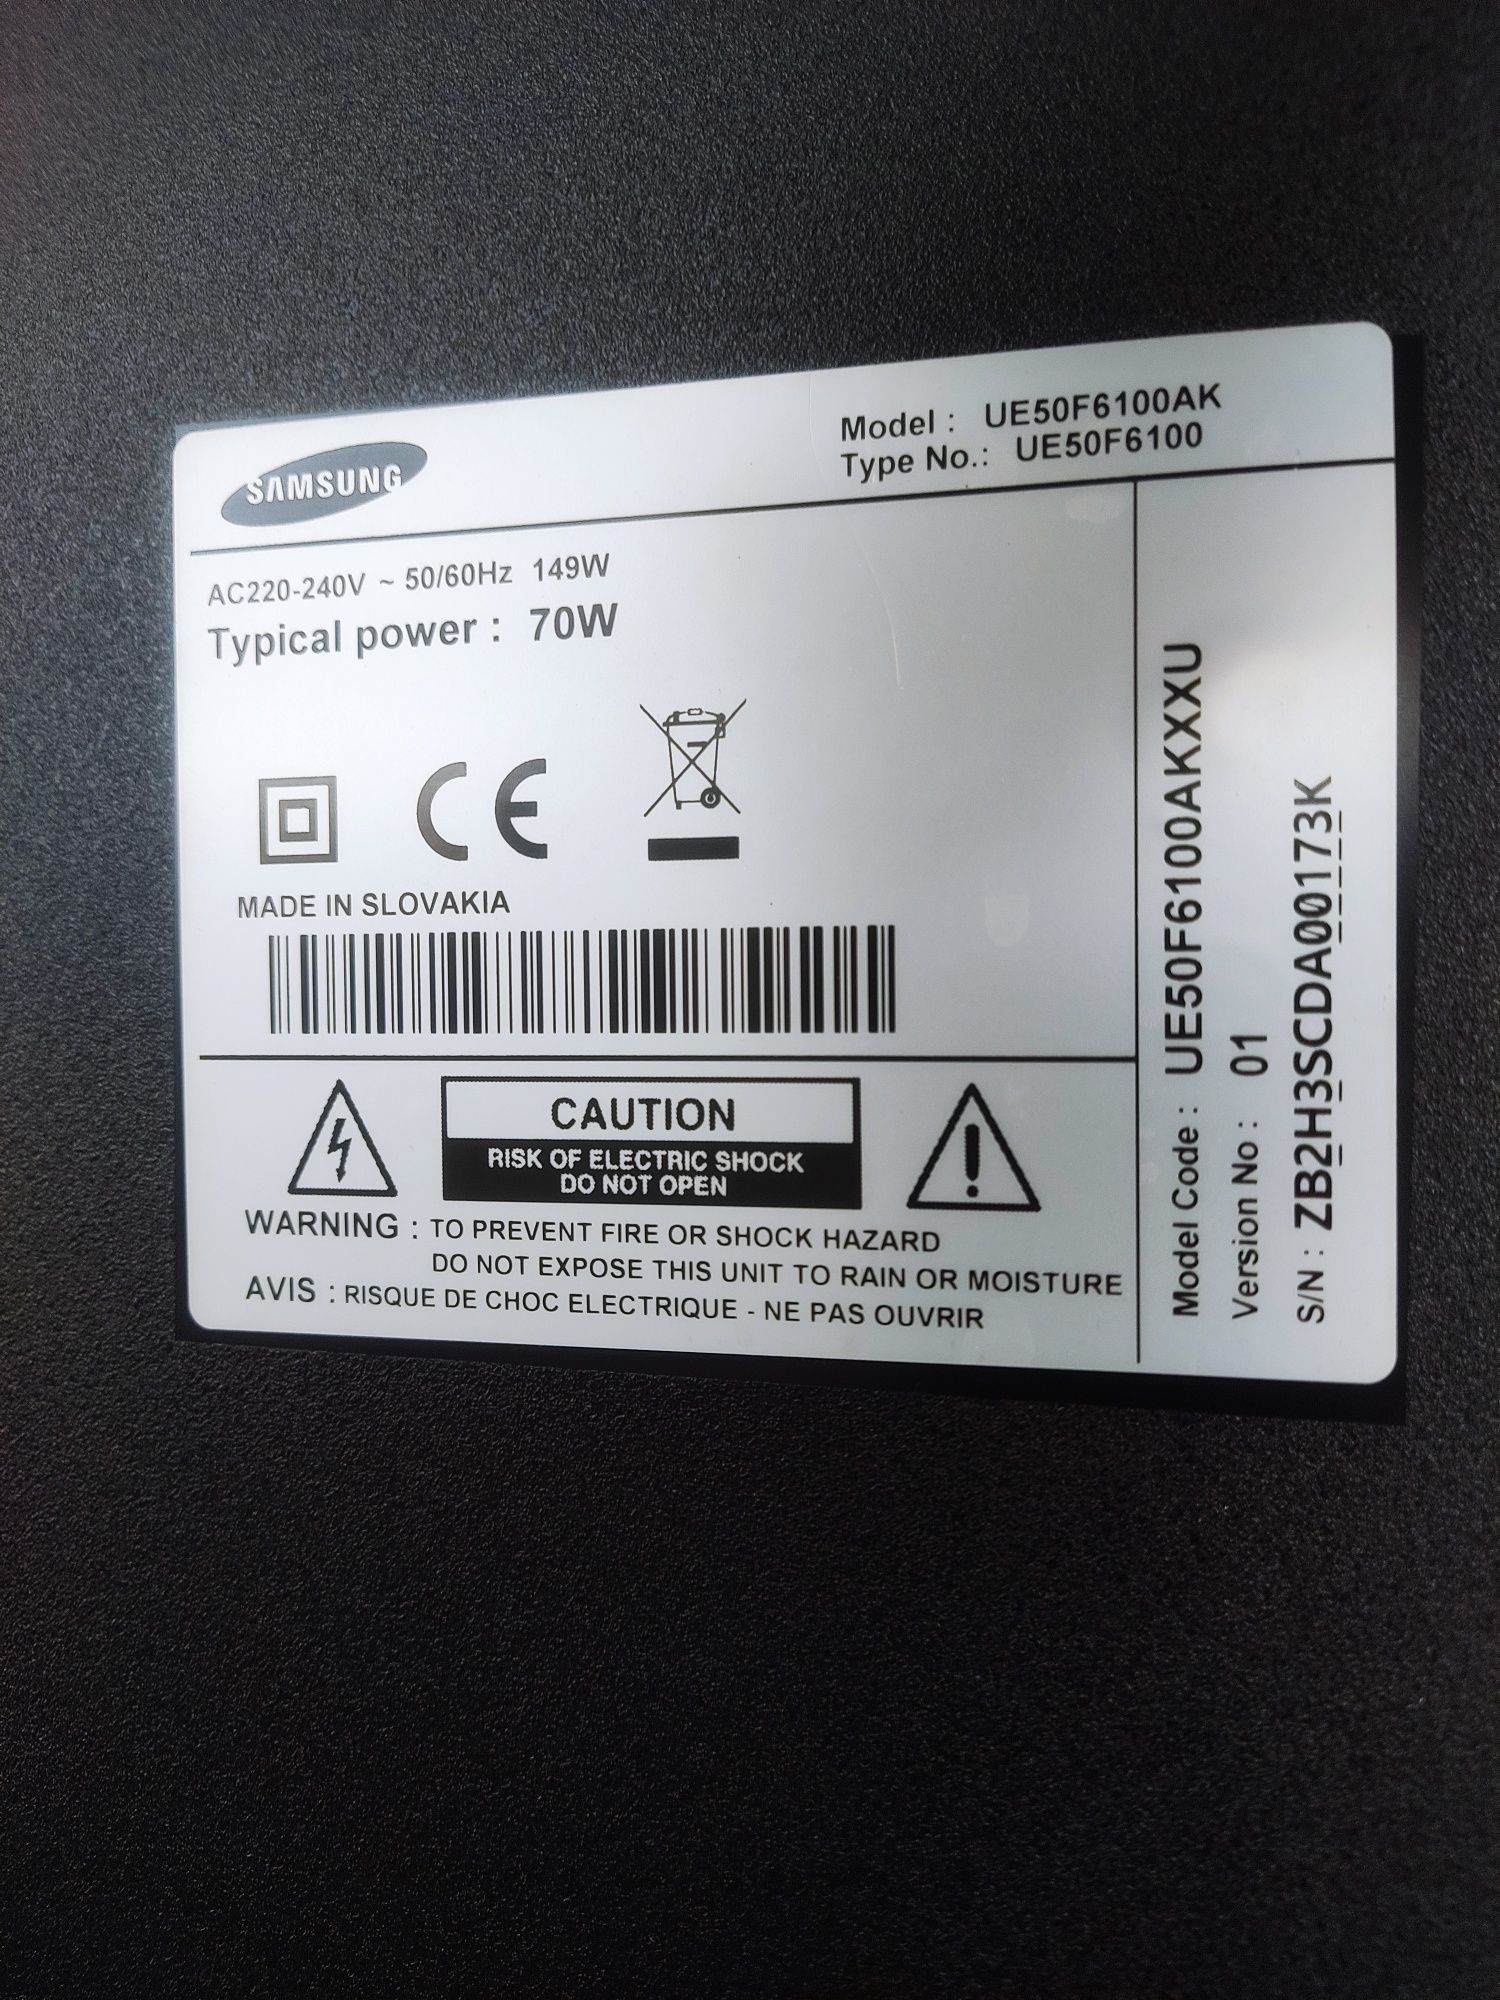 SAMSUNG
Model : UE50F6100AK
Type No.: UE50F6100
AC220-240V ~ 50/60Hz 149W
Typical power : 70W
CE
MADE IN SLOVAKIA
CAUTION
RISK OF ELECTRIC SHOCK
DO NOT OPEN
WARNING : TO PREVENT FIRE OR SHOCK HAZARD
DO NOT EXPOSE THIS UNIT TO RAIN OR MOISTURE
AVIS : RISQUE DE CHOC ELECTRIQUE - NE PAS OUVRIR
Model Code : UE50F6100AKXXU
Version No : 01
S/N : ZB2H3SCDA00173K